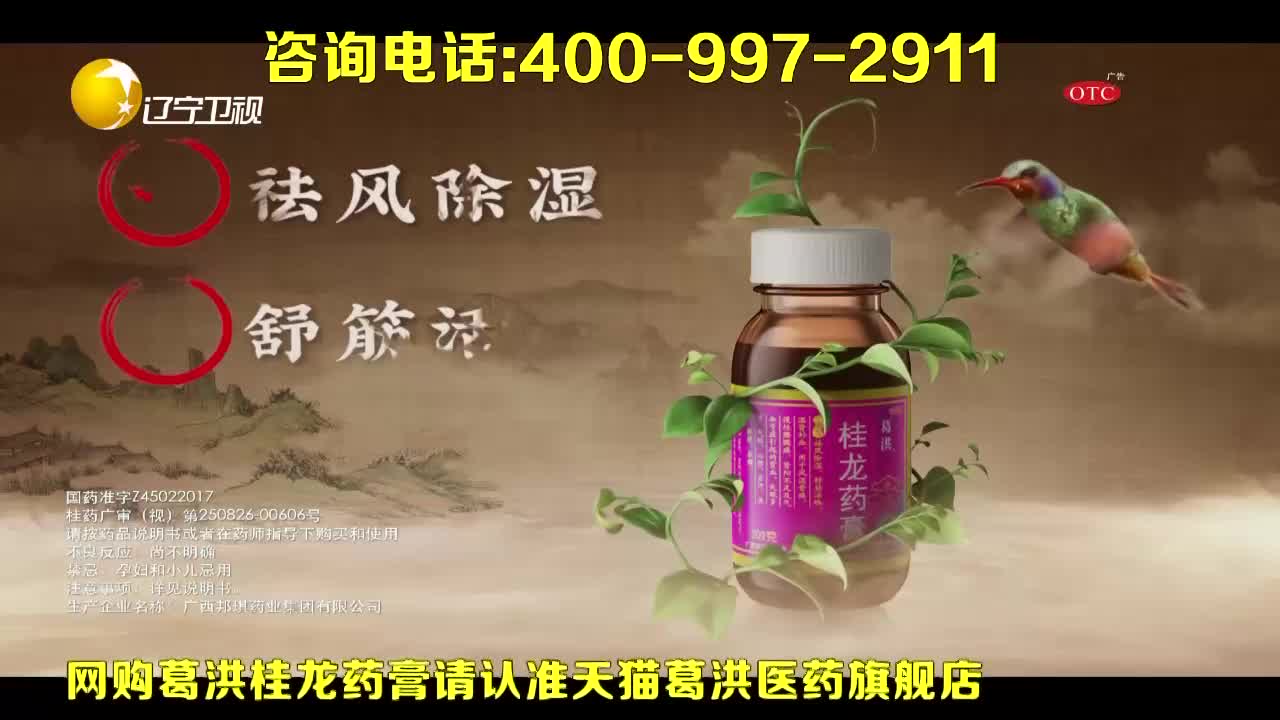 咨询电话:400-997-2911
辽宁卫视
广告
OTC
祛风除湿
舒筋活
葛洪
桂龙药膏
国药准字Z45022017
桂药广审（视）第250826-00606号
请按药品说明书或者在药师指导下购买和使用
不良反应：尚不明确
禁忌：孕妇和小儿忌用
注意事项：详见说明书
生产企业名称：广西邦琪药业集团有限公司
网购葛洪桂龙药膏请认准天猫葛洪医药旗舰店